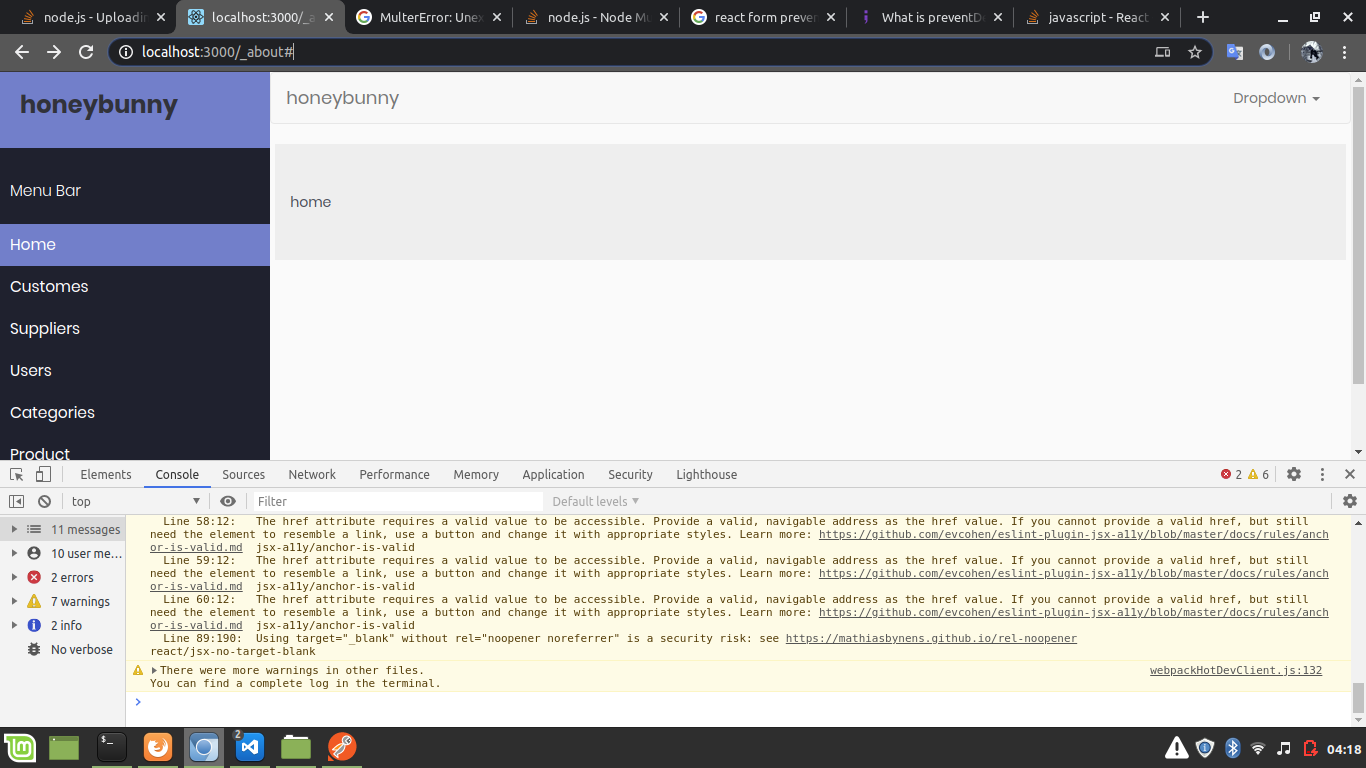 node.js - Uploadin
localhost:3000/_a
MulterError: Unex
node.js - Node Mu
react form preven
What is preventDe
javascript - React
localhost:3000/_about#
honeybunny
honeybunny
Dropdown
Menu Bar
home
Home
Customes
Suppliers
Users
Categories
Product
Elements
Console
Sources
Network
Performance
Memory
Application
Security
Lighthouse
2
6
top
Filter
Default levels
11 messages
10 user me...
2 errors
7 warnings
2 info
No verbose
Line 58:12: The href attribute requires a valid value to be accessible. Provide a valid, navigable address as the href value. If you cannot provide a valid href, but still
need the element to resemble a link, use a button and change it with appropriate styles. Learn more: https://github.com/evcohen/eslint-plugin-jsx-a11y/blob/master/docs/rules/anch
or-is-valid.md jsx-a11y/anchor-is-valid
Line 59:12: The href attribute requires a valid value to be accessible. Provide a valid, navigable address as the href value. If you cannot provide a valid href, but still
need the element to resemble a link, use a button and change it with appropriate styles. Learn more: https://github.com/evcohen/eslint-plugin-jsx-a11y/blob/master/docs/rules/anch
or-is-valid.md jsx-a11y/anchor-is-valid
Line 60:12: The href attribute requires a valid value to be accessible. Provide a valid, navigable address as the href value. If you cannot provide a valid href, but still
need the element to resemble a link, use a button and change it with appropriate styles. Learn more: https://github.com/evcohen/eslint-plugin-jsx-a11y/blob/master/docs/rules/anch
or-is-valid.md jsx-a11y/anchor-is-valid
Line 89:190: Using target="_blank" without rel="noopener noreferrer" is a security risk: see https://mathiasbynens.github.io/rel-noopener
react/jsx-no-target-blank
There were more warnings in other files.
webpackHotDevClient.js:132
You can find a complete log in the terminal.
2
04:18